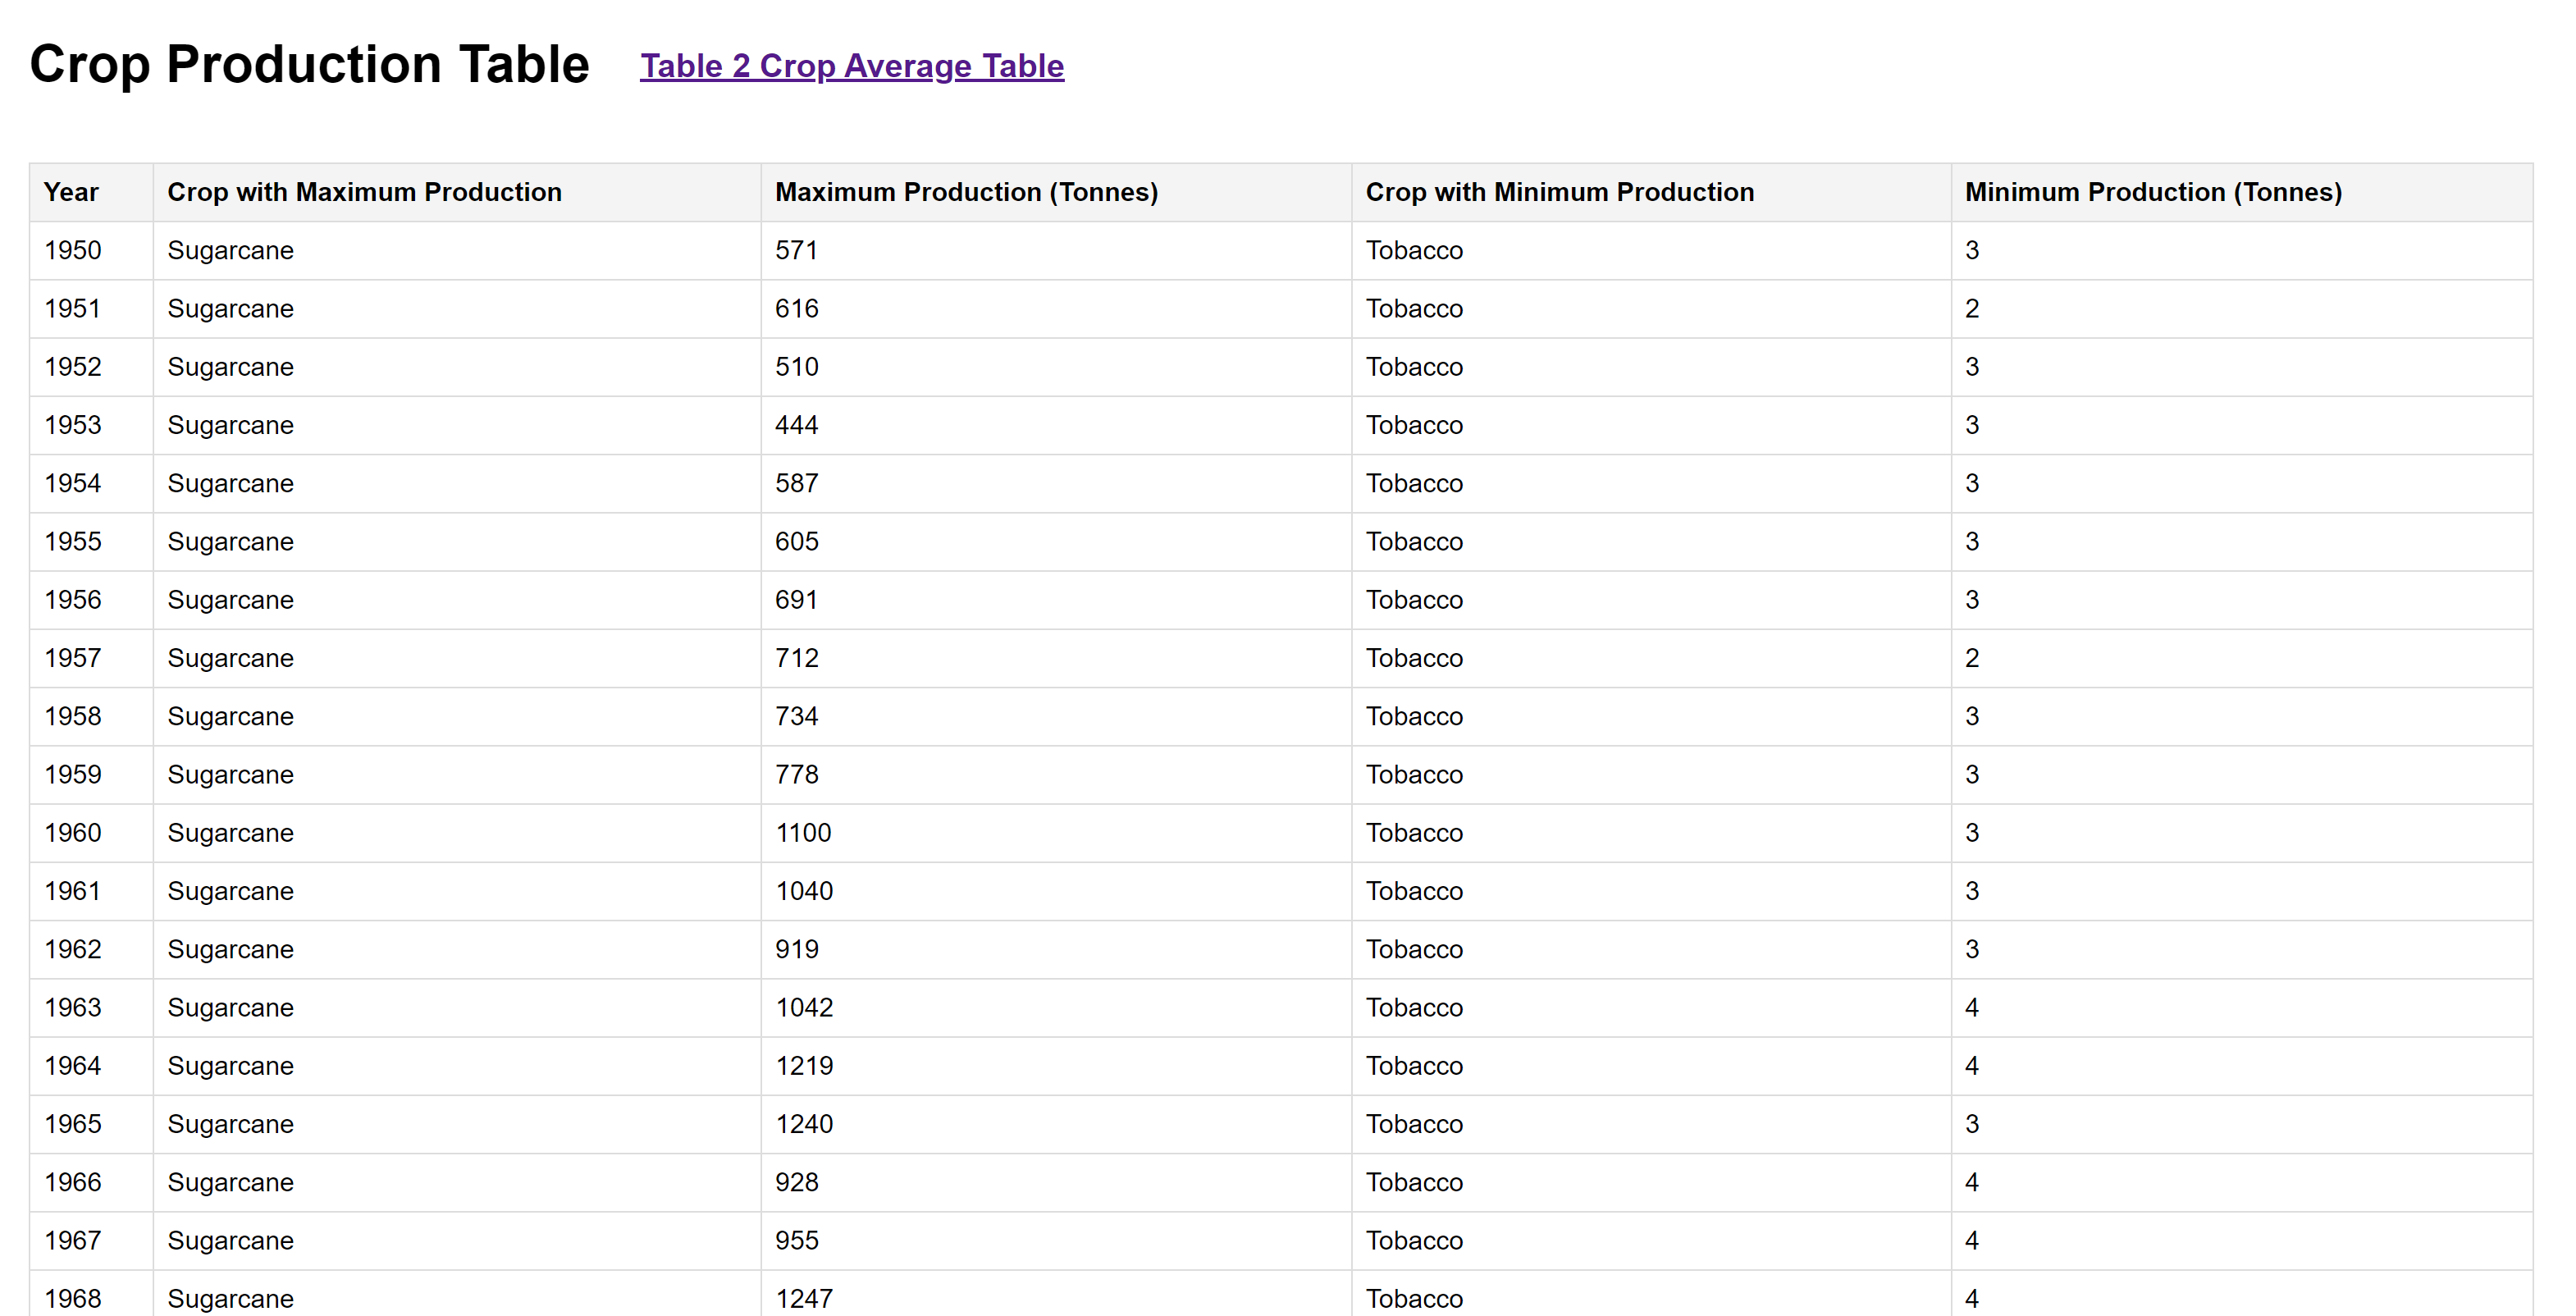 Crop Production Table Table 2 Crop Average Table
Year Crop with Maximum Production Maximum Production (Tonnes) Crop with Minimum Production Minimum Production (Tonnes)
1950 Sugarcane 571 Tobacco 3
1951 Sugarcane 616 Tobacco 2
1952 Sugarcane 510 Tobacco 3
1953 Sugarcane 444 Tobacco 3
1954 Sugarcane 587 Tobacco 3
1955 Sugarcane 605 Tobacco 3
1956 Sugarcane 691 Tobacco 3
1957 Sugarcane 712 Tobacco 2
1958 Sugarcane 734 Tobacco 3
1959 Sugarcane 778 Tobacco 3
1960 Sugarcane 1100 Tobacco 3
1961 Sugarcane 1040 Tobacco 3
1962 Sugarcane 919 Tobacco 3
1963 Sugarcane 1042 Tobacco 4
1964 Sugarcane 1219 Tobacco 4
1965 Sugarcane 1240 Tobacco 3
1966 Sugarcane 928 Tobacco 4
1967 Sugarcane 955 Tobacco 4
1968 Sugarcane 1247 Tobacco 4